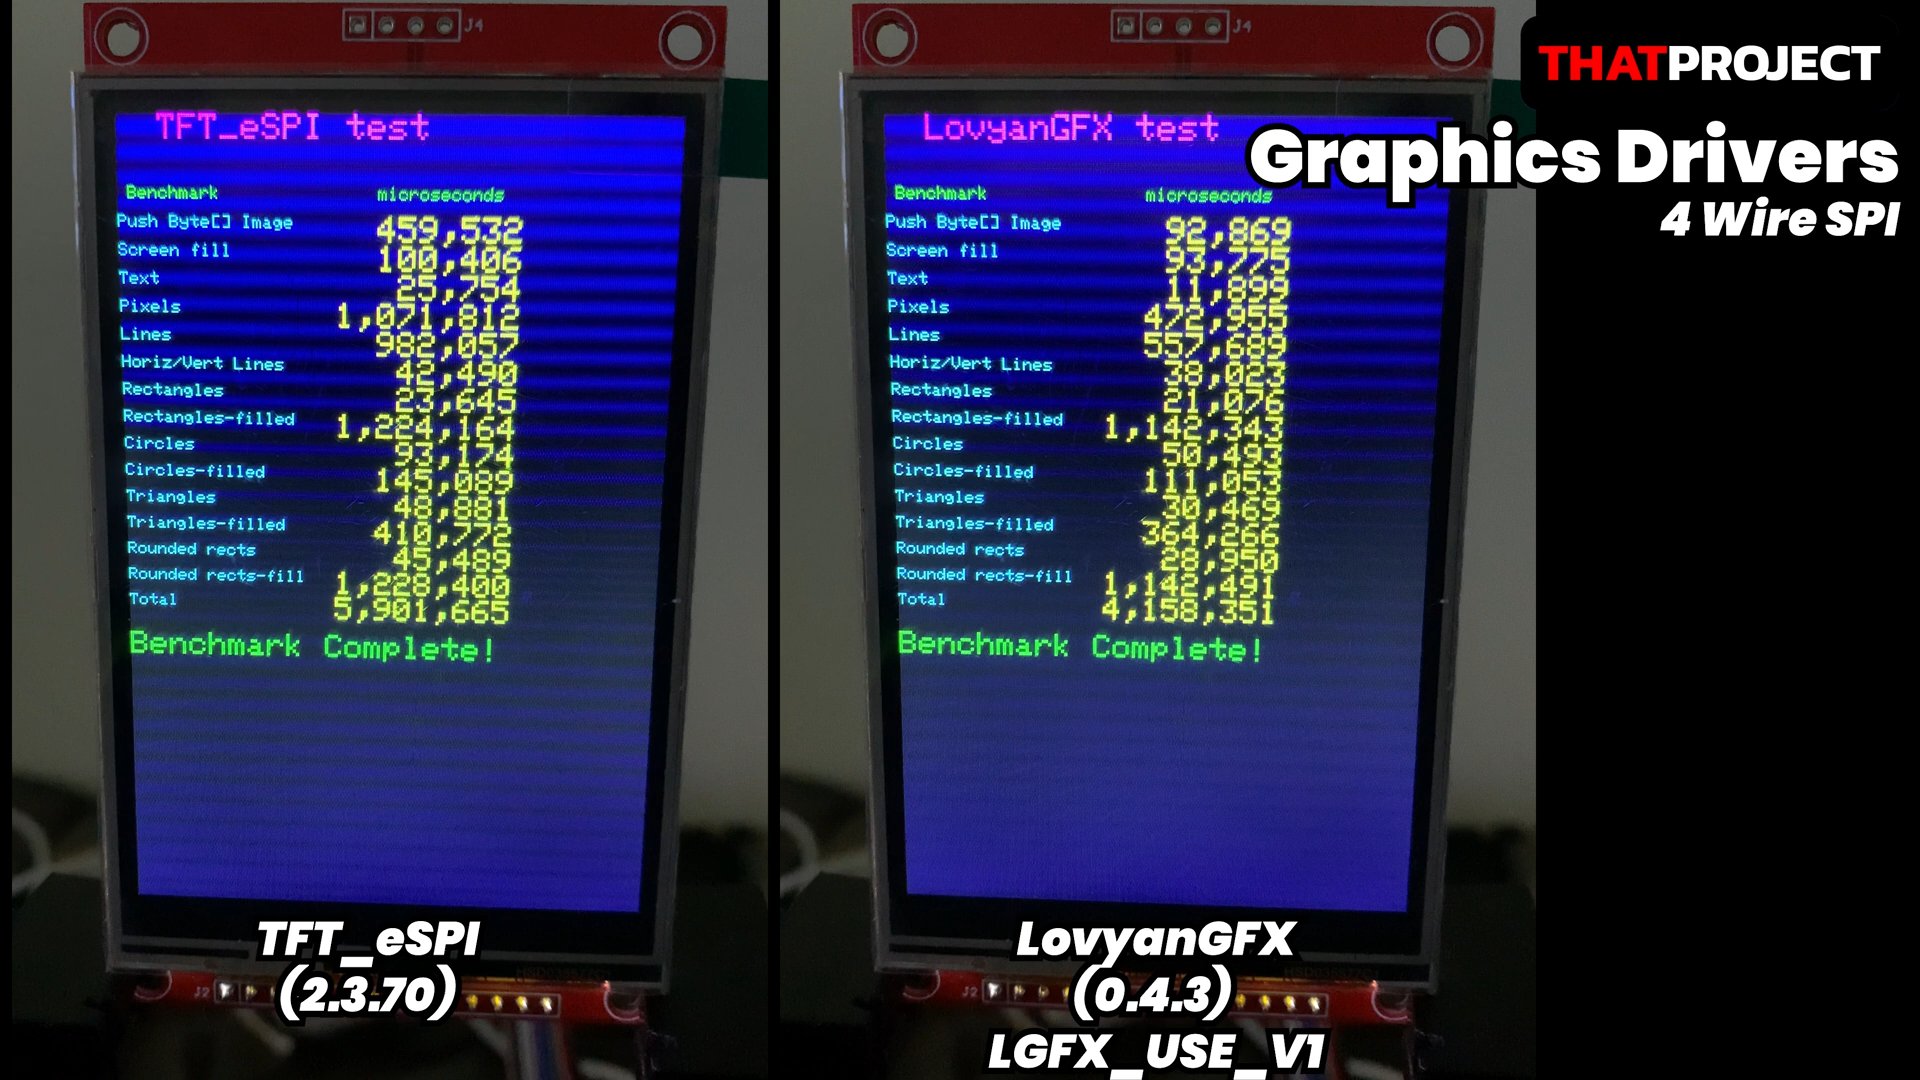 J4
TFT_eSPI test
Benchmark microseconds
Push Byte[] Image 459,532
Screen fill 100,406
Text 25,754
Pixels 1,071,812
Lines 982,057
Horiz/Vert Lines 42,490
Rectangles 23,645
Rectangles-filled 1,224,164
Circles 93,174
Circles-filled 145,089
Triangles 48,881
Triangles-filled 410,772
Rounded rects 45,489
Rounded rects-fill 1,228,400
Total 5,901,665
Benchmark Complete!
J2
TFT_eSPI
(2.3.70)
J4
LovyanGFX test
Benchmark microseconds
Push Byte[] Image 92,869
Screen fill 93,775
Text 11,899
Pixels 472,955
Lines 557,689
Horiz/Vert Lines 38,023
Rectangles 21,076
Rectangles-filled 1,142,343
Circles 50,493
Circles-filled 111,053
Triangles 30,469
Triangles-filled 364,266
Rounded rects 28,950
Rounded rects-fill 1,142,491
Total 4,158,351
Benchmark Complete!
J2
LovyanGFX
(0.4.3)
LGFX_USE_V1
THATPROJECT
Graphics Drivers
4 Wire SPI